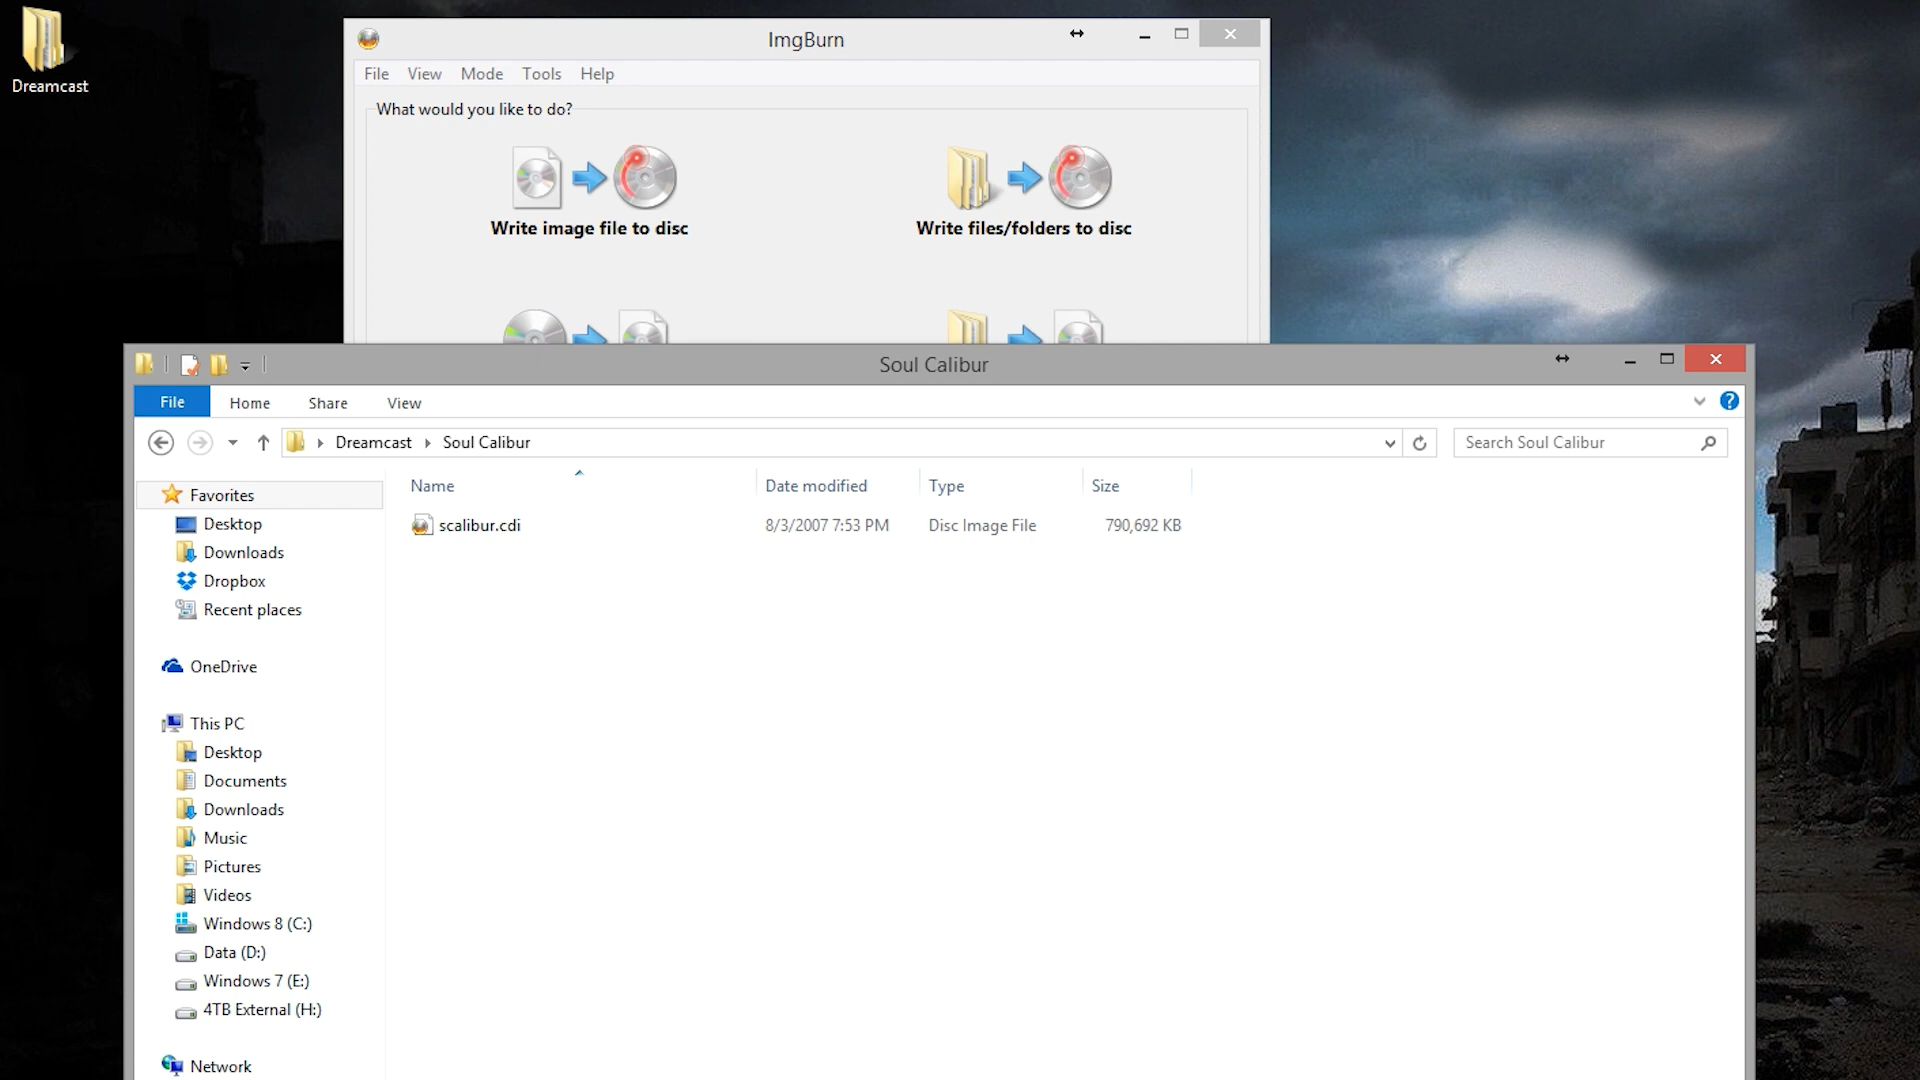 Dreamcast
ImgBurn
File View Mode Tools Help
What would you like to do?
Write image file to disc
Write files/folders to disc
Soul Calibur
File Home Share View
Dreamcast Soul Calibur
Search Soul Calibur
Name Date modified Type Size
scalibur.cdi 8/3/2007 7:53 PM Disc Image File 790,692 KB
Favorites
Desktop
Downloads
Dropbox
Recent places
OneDrive
This PC
Desktop
Documents
Downloads
Music
Pictures
Videos
Windows 8 (C:)
Data (D:)
Windows 7 (E:)
4TB External (H:)
Network